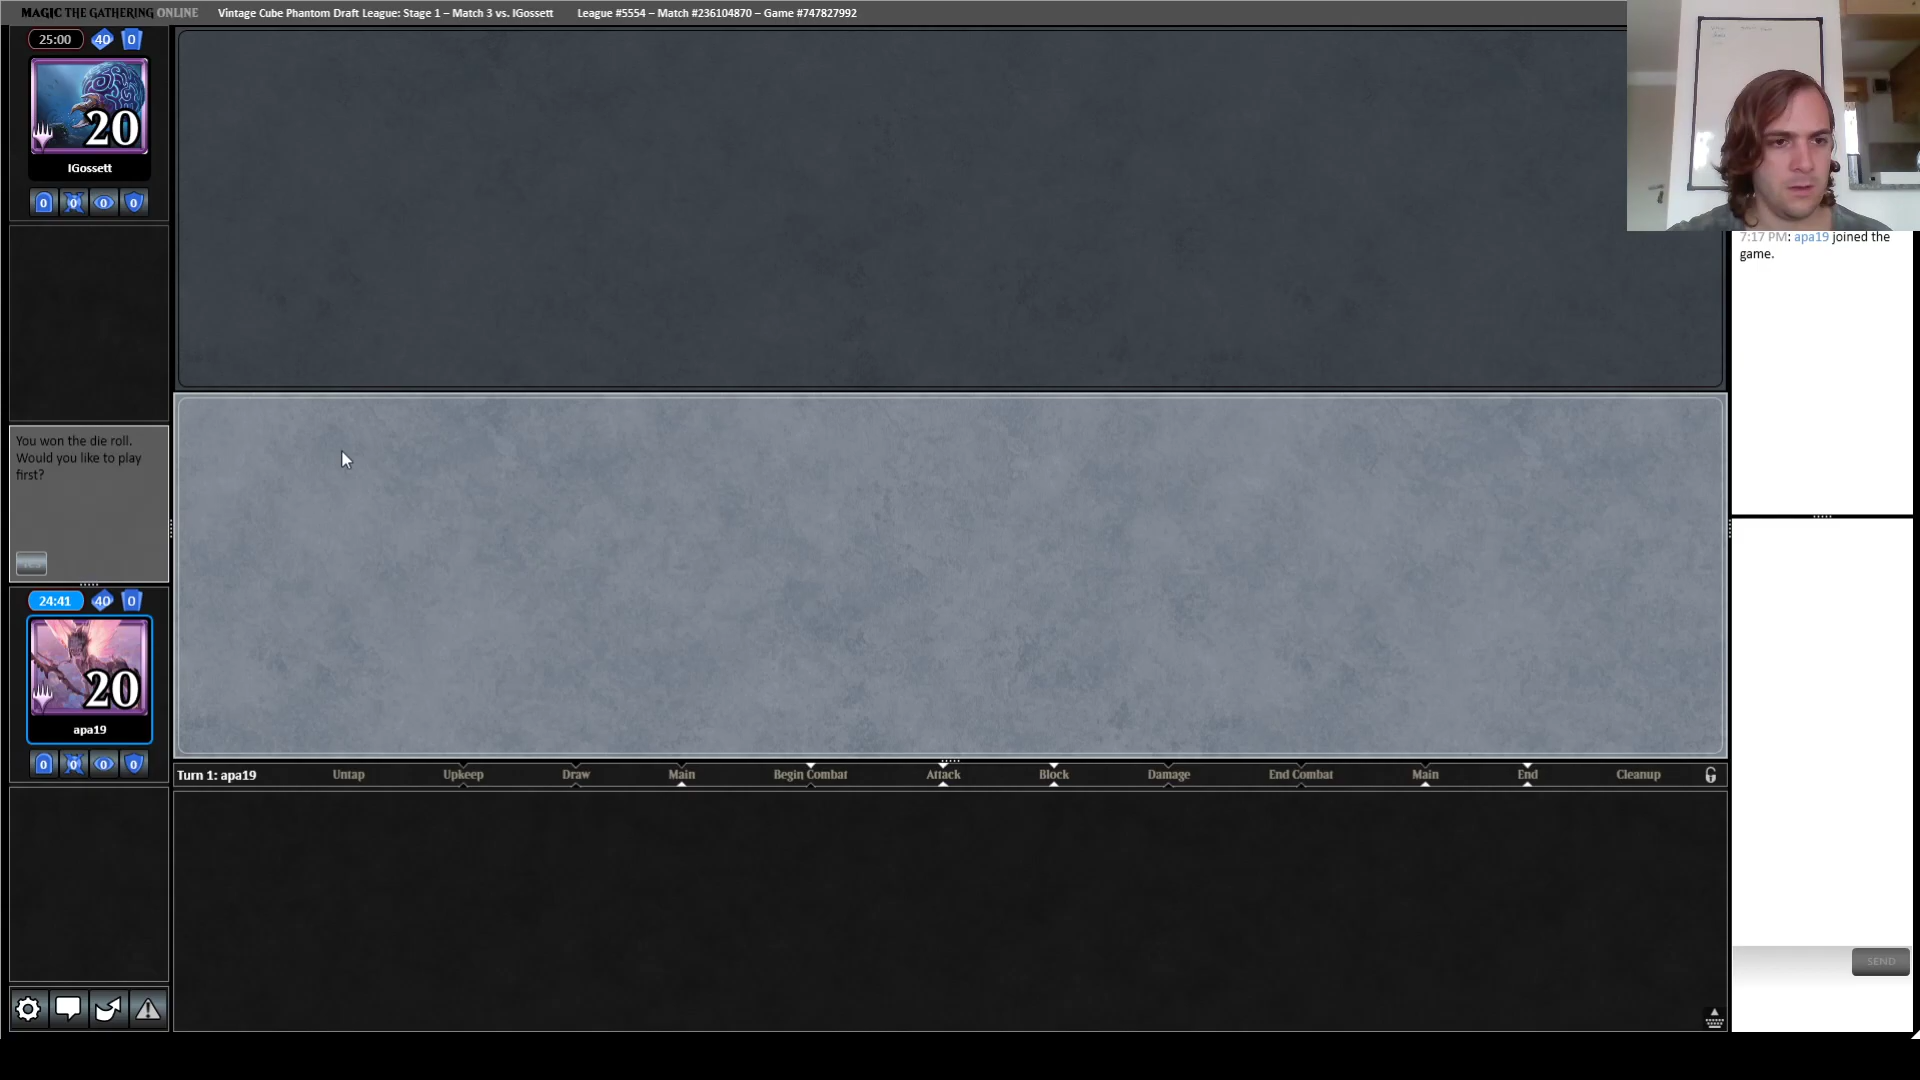 MAGIC THE GATHERING ONLINE
Vintage Cube Phantom Draft League: Stage 1 – Match 3 vs. IGossett
League #5554 – Match #236104870 – Game #747827992
25:00
40
0
20
IGossett
0
0
0
0
7:17 PM: apa19 joined the
game.
You won the die roll.
Would you like to play
first?
24:41
40
0
20
apa19
0
0
0
0
Turn 1: apa19
Untap
Upkeep
Draw
Main
Begin Combat
Attack
Block
Damage
End Combat
Main
End
Cleanup
SEND